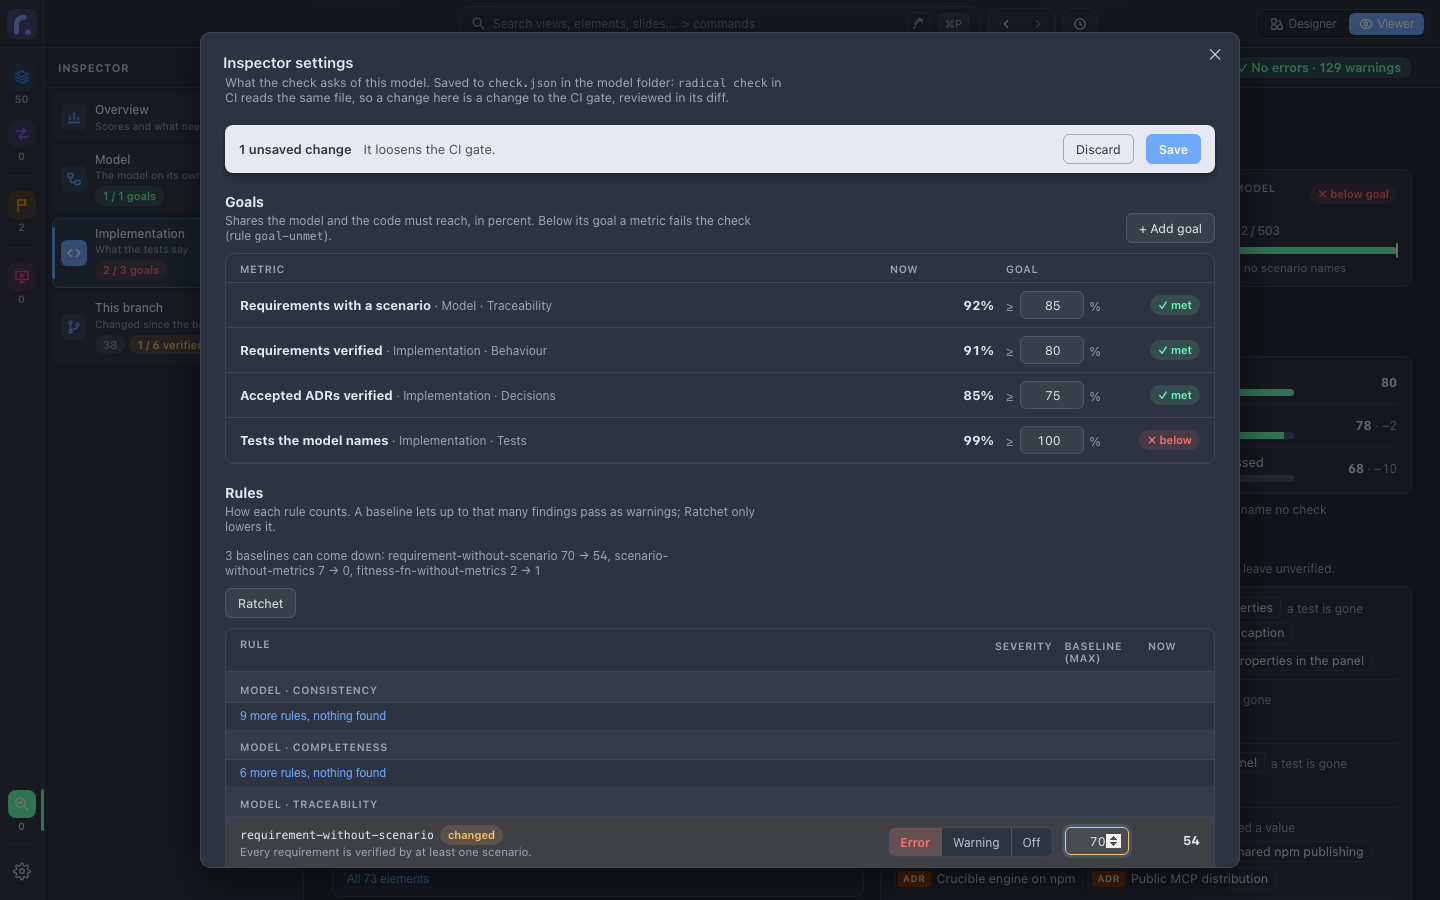 Search views, elements, slides... > commands
⌘P
Designer
Viewer
50
0
2
0
0
INSPECTOR
✓ No errors · 129 warnings
Overview
Scores and what nee
Model
The model on its own
1 / 1 goals
Implementation
What the tests say
2 / 3 goals
This branch
Changed since the ba
38
1 / 6 verified
Inspector settings
What the check asks of this model. Saved to check.json in the model folder: radical check in
CI reads the same file, so a change here is a change to the CI gate, reviewed in its diff.
1 unsaved change It loosens the CI gate.
Discard
Save
Goals
Shares the model and the code must reach, in percent. Below its goal a metric fails the check
(rule goal-unmet).
+ Add goal
METRIC NOW GOAL
Requirements with a scenario · Model · Traceability 92% ≥ 85 % ✓ met
Requirements verified · Implementation · Behaviour 91% ≥ 80 % ✓ met
Accepted ADRs verified · Implementation · Decisions 85% ≥ 75 % ✓ met
Tests the model names · Implementation · Tests 99% ≥ 100 % ✕ below
Rules
How each rule counts. A baseline lets up to that many findings pass as warnings; Ratchet only
lowers it.
3 baselines can come down: requirement-without-scenario 70 → 54, scenario-
without-metrics 7 → 0, fitness-fn-without-metrics 2 → 1
Ratchet
RULE SEVERITY BASELINE (MAX) NOW
MODEL · CONSISTENCY
9 more rules, nothing found
MODEL · COMPLETENESS
6 more rules, nothing found
MODEL · TRACEABILITY
requirement-without-scenario changed
Every requirement is verified by at least one scenario.
Error Warning Off 70 54
MODEL
✕ below goal
2 / 503
no scenario names
80
78 · −2
ssed
68 · −10
name no check
leave unverified.
erties a test is gone
caption
roperties in the panel
gone
nel a test is gone
ed a value
hared npm publishing
All 73 elements
ADR Crucible engine on npm ADR Public MCP distribution